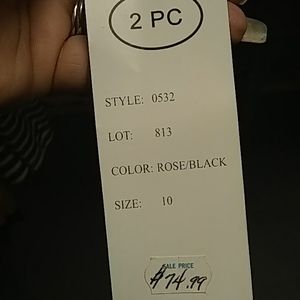 2 PC
STYLE: 0532
LOT: 813
COLOR: ROSE/BLACK
SIZE: 10
SALE PRICE
$74.99